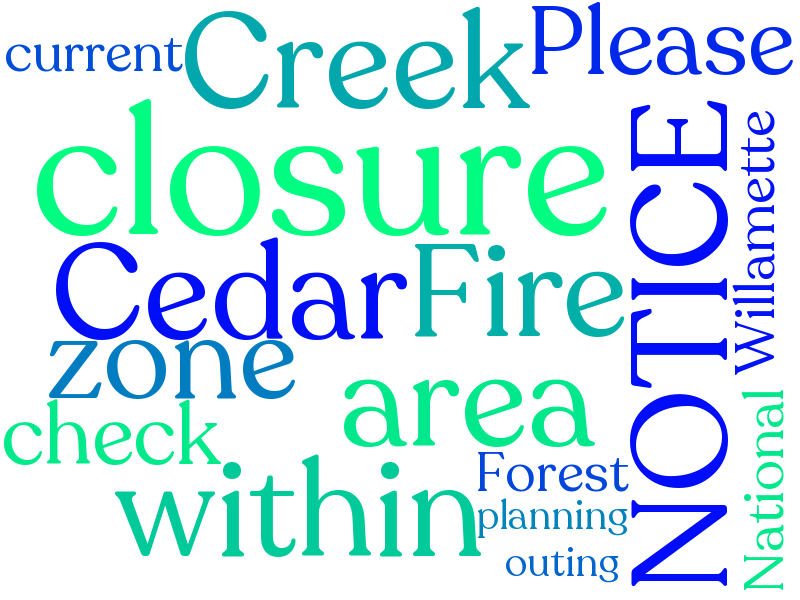 current
Creek
Please
closure
NOTICE
Willamette
Cedar
Fire
zone
area
check
National
within
Forest
planning
outing